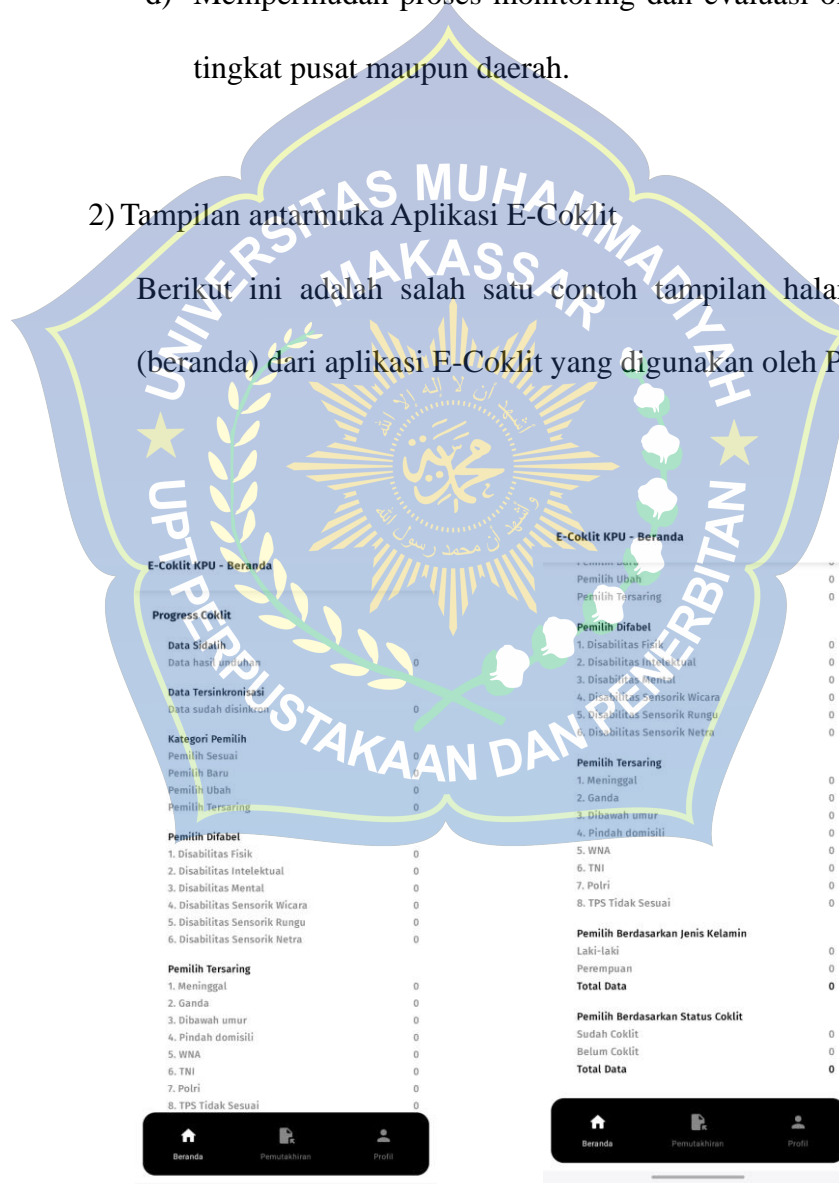 d) Mempermudah proses monitoring dan evaluasi
tingkat pusat maupun daerah.
2) Tampilan antarmuka Aplikasi E-Coklit
Berikut ini adalah salah satu contoh tampilan
(beranda) dari aplikasi E-Coklit yang digunakan oleh
UNIVERSITAS MUHAMMADIYAH
MAKASSAR
UPT PERPUSTAKAAN DAN PENERBITAN
E-Coklit KPU - Beranda
Progress Coklit
Data Sidalih
Data hasil unduhan 0
Data Tersinkronisasi
Data sudah disinkron 0
Kategori Pemilih
Pemilih Sesuai 0
Pemilih Baru 0
Pemilih Ubah 0
Pemilih Tersaring 0
Pemilih Difabel
1. Disabilitas Fisik 0
2. Disabilitas Intelektual 0
3. Disabilitas Mental 0
4. Disabilitas Sensorik Wicara 0
5. Disabilitas Sensorik Rungu 0
6. Disabilitas Sensorik Netra 0
Pemilih Tersaring
1. Meninggal 0
2. Ganda 0
3. Dibawah umur 0
4. Pindah domisili 0
5. WNA 0
6. TNI 0
7. Polri 0
8. TPS Tidak Sesuai 0
Beranda Pemutakhiran Profil
E-Coklit KPU - Beranda
Pemilih Baru 0
Pemilih Ubah 0
Pemilih Tersaring 0
Pemilih Difabel
1. Disabilitas Fisik 0
2. Disabilitas Intelektual 0
3. Disabilitas Mental 0
4. Disabilitas Sensorik Wicara 0
5. Disabilitas Sensorik Rungu 0
6. Disabilitas Sensorik Netra 0
Pemilih Tersaring
1. Meninggal 0
2. Ganda 0
3. Dibawah umur 0
4. Pindah domisili 0
5. WNA 0
6. TNI 0
7. Polri 0
8. TPS Tidak Sesuai 0
Pemilih Berdasarkan Jenis Kelamin
Laki-laki 0
Perempuan 0
Total Data 0
Pemilih Berdasarkan Status Coklit
Sudah Coklit 0
Belum Coklit 0
Total Data 0
Beranda Pemutakhiran Profil